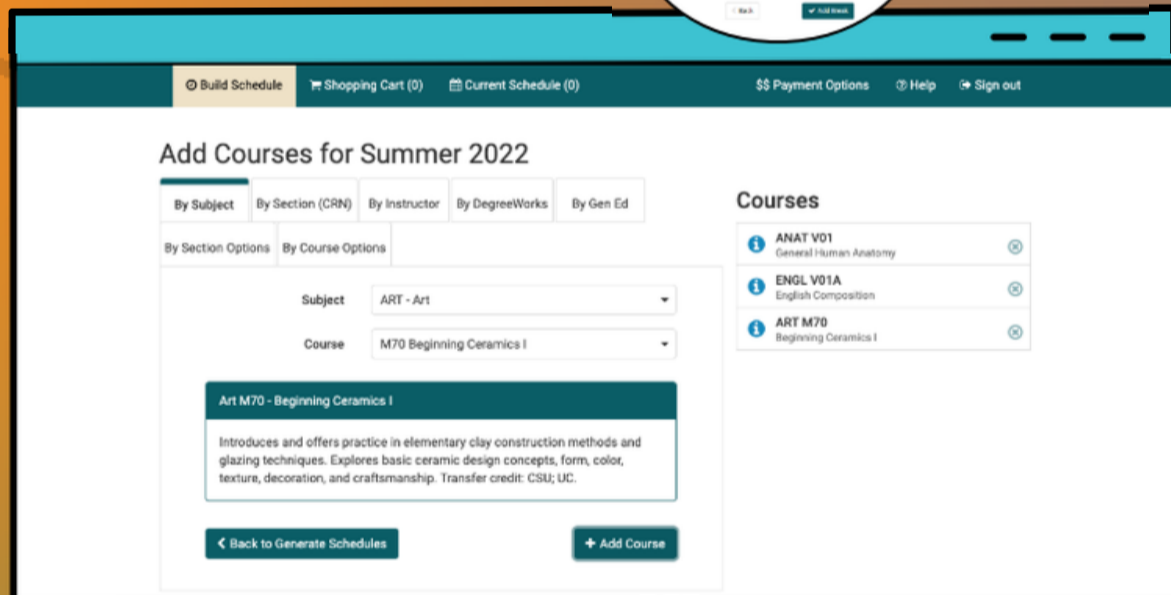 Back
Add Break
Build Schedule
Shopping Cart (0)
Current Schedule (0)
$$ Payment Options
Help
Sign out
Add Courses for Summer 2022
By Subject
By Section (CRN)
By Instructor
By DegreeWorks
By Gen Ed
By Section Options
By Course Options
Subject
ART - Art
Course
M70 Beginning Ceramics I
Art M70 - Beginning Ceramics I
Introduces and offers practice in elementary clay construction methods and
glazing techniques. Explores basic ceramic design concepts, form, color,
texture, decoration, and craftsmanship. Transfer credit: CSU; UC.
Back to Generate Schedules
+ Add Course
Courses
ANAT V01
General Human Anatomy
ENGL V01A
English Composition
ART M70
Beginning Ceramics I